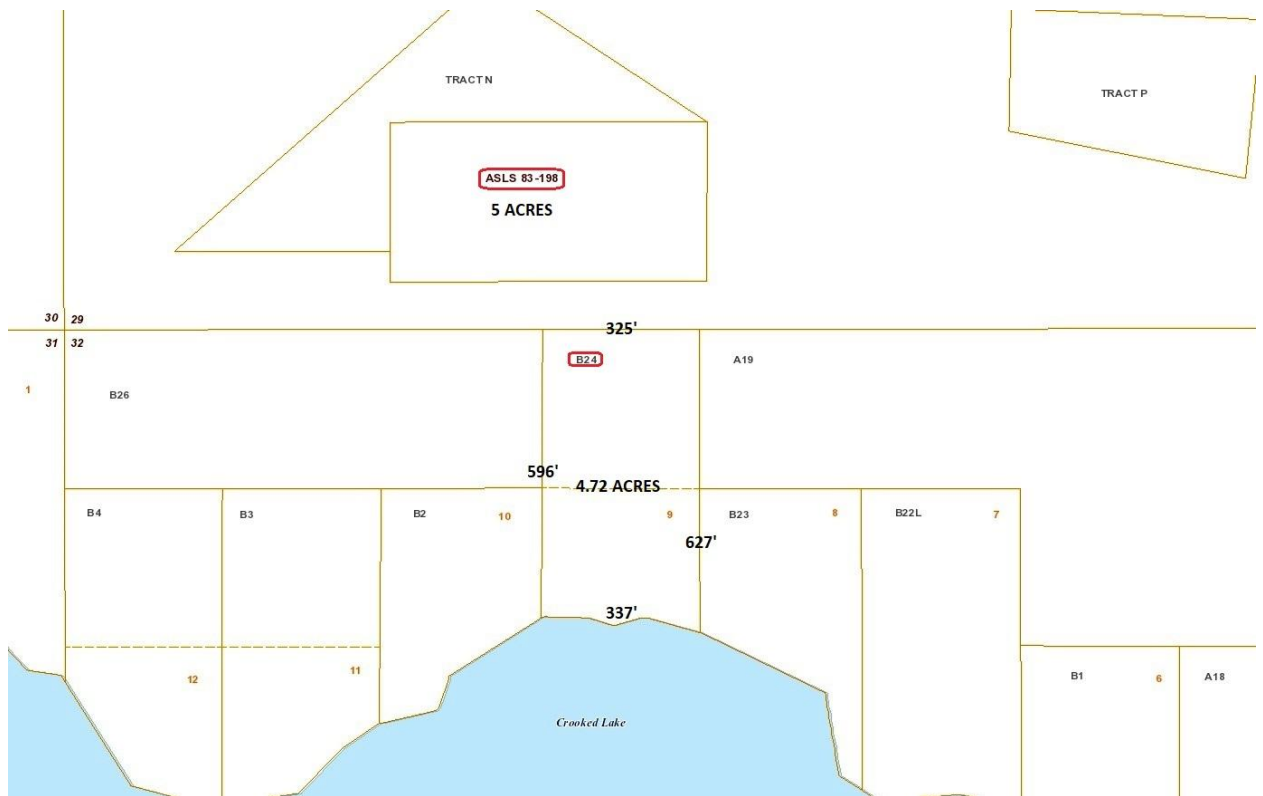 TRACT N
TRACT P
ASLS 83-198
5 ACRES
30 29
31 32
325'
B24
A19
1
B26
596'
4.72 ACRES
B4
B3
B2
10
9
B23
8
B22L
7
627'
337'
12
11
B1
6
A18
Crooked Lake